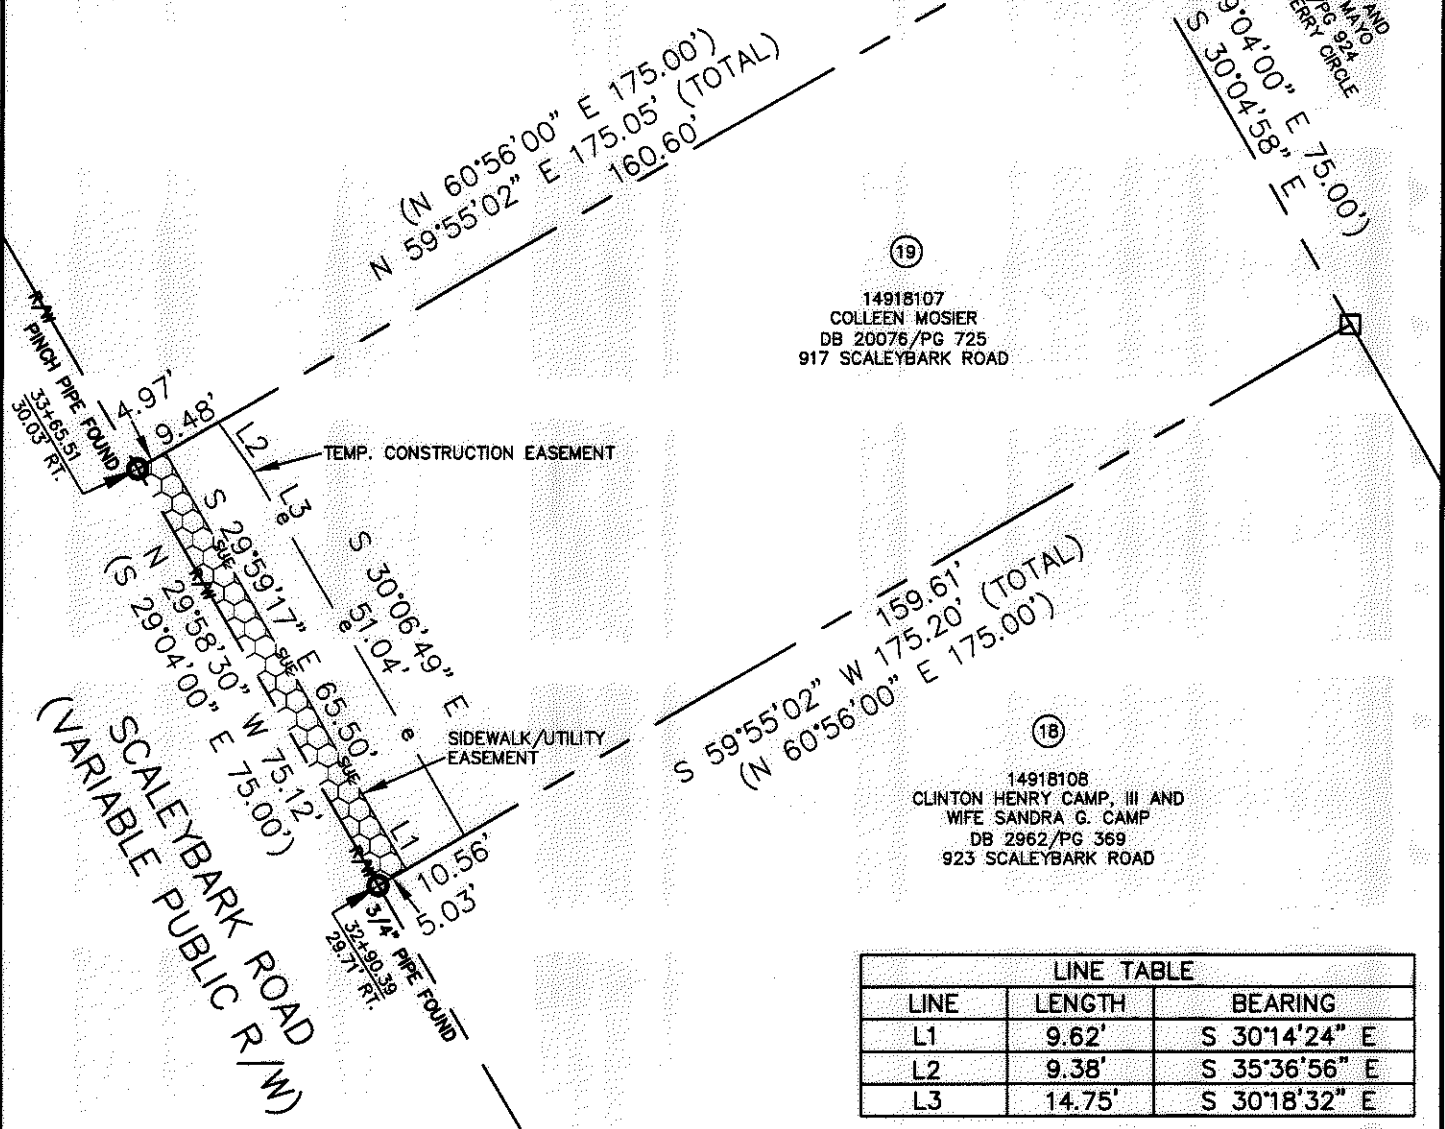 (N 60°56'00" E 175.00')
N 59°55'02" E 175.05' (TOTAL)
160.60'
AND
MAYO
/PG 924
ERRY CIRCLE
9°04'00" E 75.00')
S 30°04'58" E
19
14918107
COLLEEN MOSIER
DB 20076/PG 725
917 SCALEYBARK ROAD
R/W
PINCH PIPE FOUND
33+65.51
30.03' RT.
4.97'
9.48'
L2
TEMP. CONSTRUCTION EASEMENT
L3
e
S 30°06'49" E
51.04'
e
e
S 29°59'17" E 65.50'
SUE
SUE
SUE
R/W
N 29°58'30" W 75.12'
(S 29°04'00" E 75.00')
SIDEWALK/UTILITY
EASEMENT
L1
R/W
10.56'
5.03'
3/4" PIPE FOUND
32+90.39
29.71' RT.
SCALEYBARK ROAD
(VARIABLE PUBLIC R/W)
159.61'
S 59°55'02" W 175.20' (TOTAL)
(N 60°56'00" E 175.00')
18
14918108
CLINTON HENRY CAMP, III AND
WIFE SANDRA G. CAMP
DB 2962/PG 369
923 SCALEYBARK ROAD
LINE TABLE
LINE LENGTH BEARING
L1 9.62' S 30°14'24" E
L2 9.38' S 35°36'56" E
L3 14.75' S 30°18'32" E